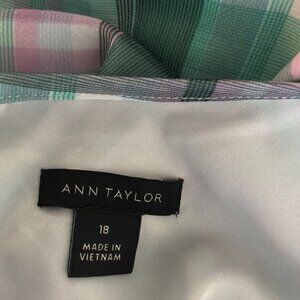 ANN TAYLOR
18
MADE IN
VIETNAM